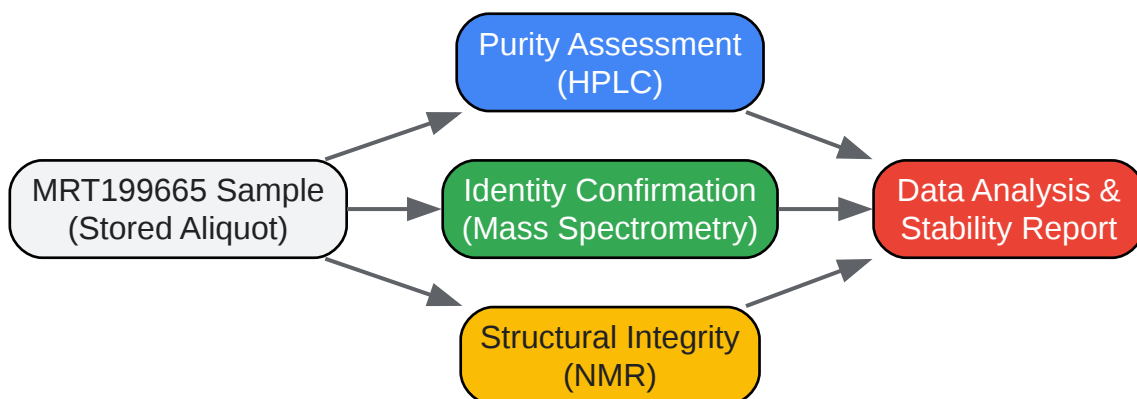 Purity Assessment
(HPLC)
MRT199665 Sample
(Stored Aliquot)
Identity Confirmation
(Mass Spectrometry)
Data Analysis &
Stability Report
Structural Integrity
(NMR)